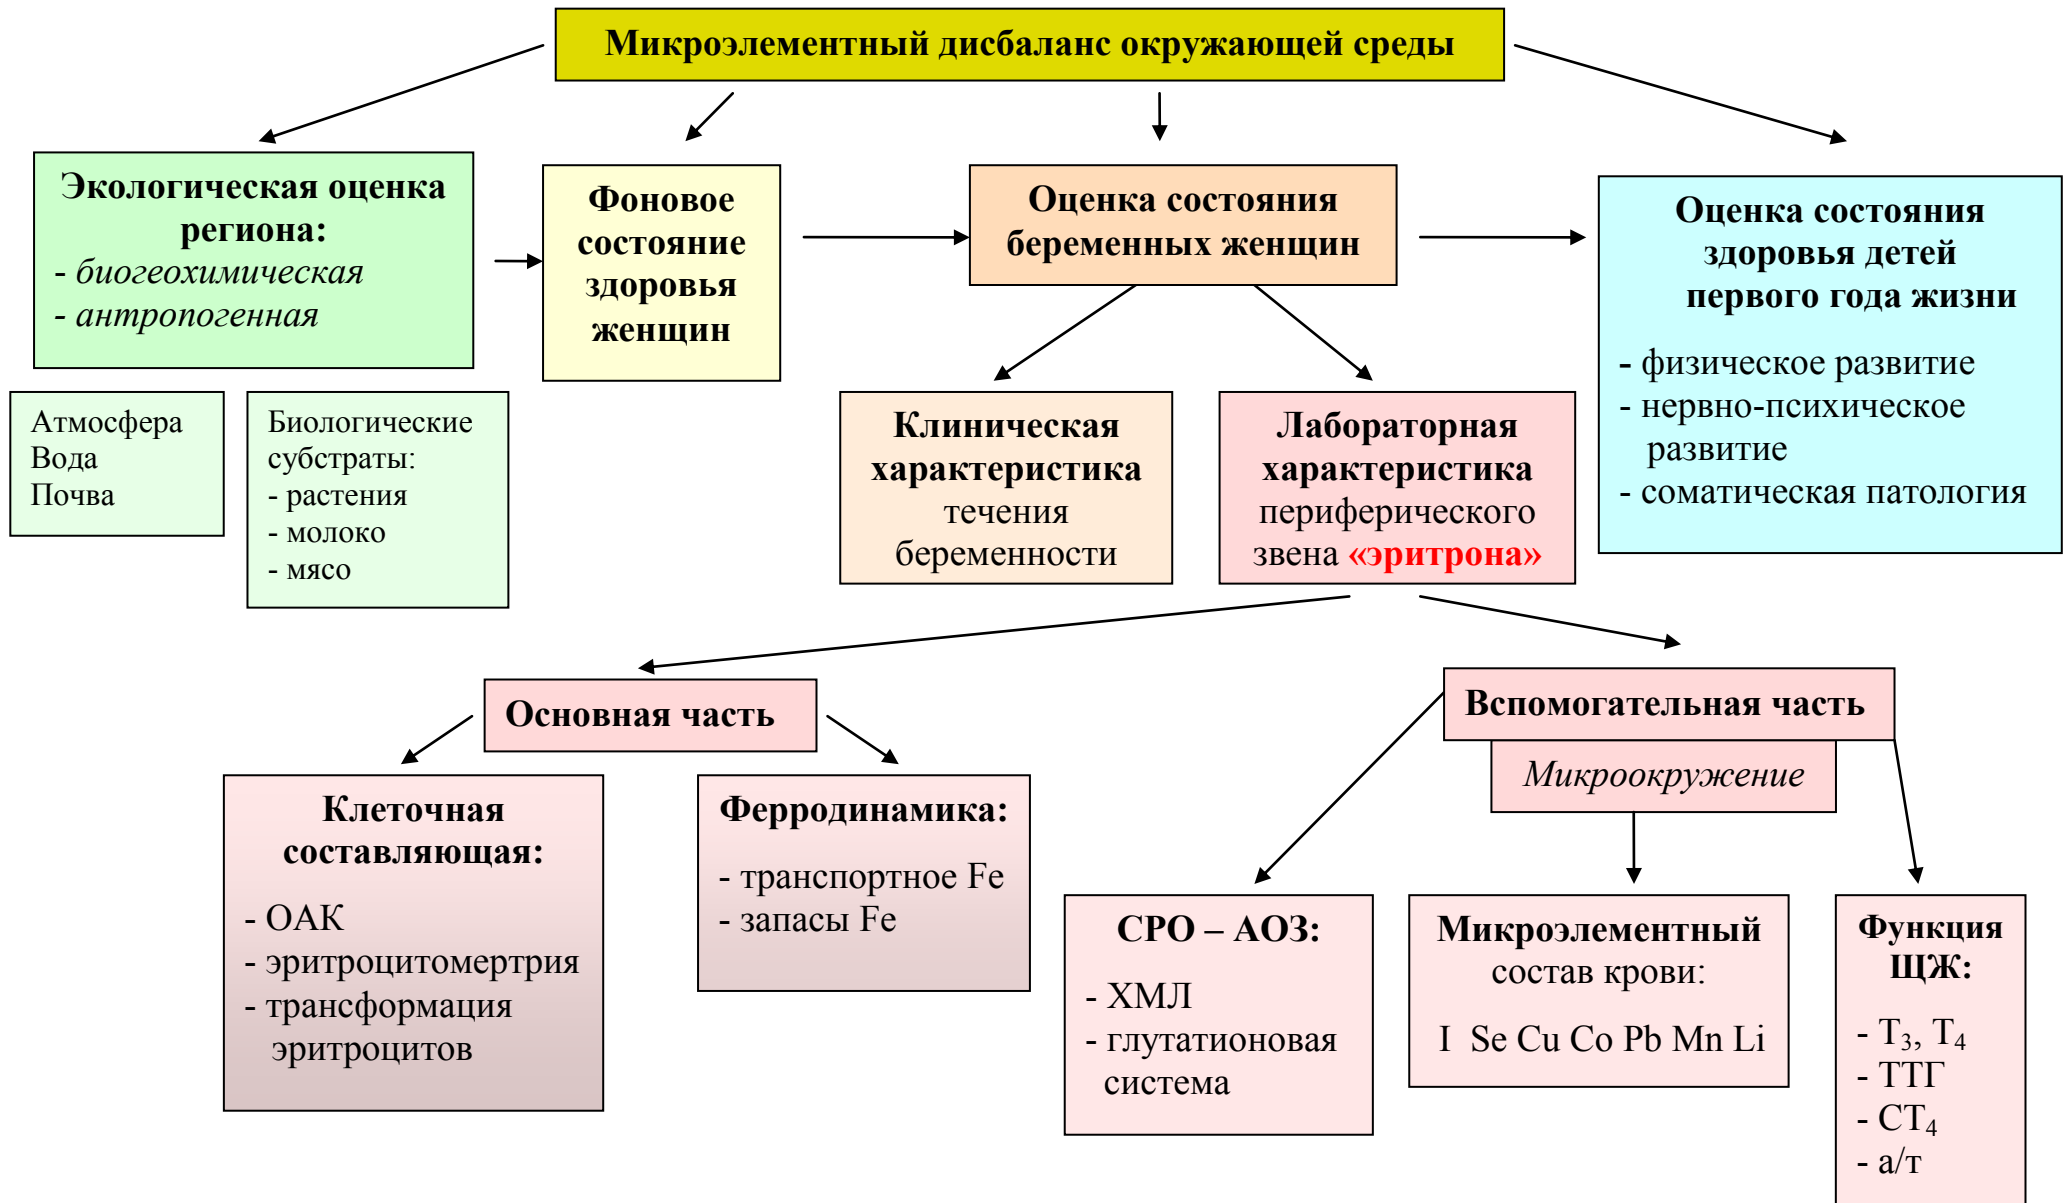 Микроэлементный дисбаланс окружающей среды
Экологическая оценка
региона:
- биогеохимическая
- антропогенная
Фоновое
состояние
здоровья
женщин
Оценка состояния
беременных женщин
Оценка состояния
здоровья детей
первого года жизни
- физическое развитие
- нервно-психическое
развитие
- соматическая патология
Атмосфера
Вода
Почва
Биологические
субстраты:
- растения
- молоко
- мясо
Клиническая
характеристика
течения
беременности
Лабораторная
характеристика
периферического
звена «эритрона»
Основная часть
Вспомогательная часть
Микроокружение
Клеточная
составляющая:
- ОАК
- эритроцитомертрия
- трансформация
эритроцитов
Ферродинамика:
- транспортное Fe
- запасы Fe
СРО – АОЗ:
- ХМЛ
- глутатионовая
система
Микроэлементный
состав крови:
I Se Cu Co Pb Mn Li
Функция
ЩЖ:
- Т₃, Т₄
- ТТГ
- СТ₄
- а/т